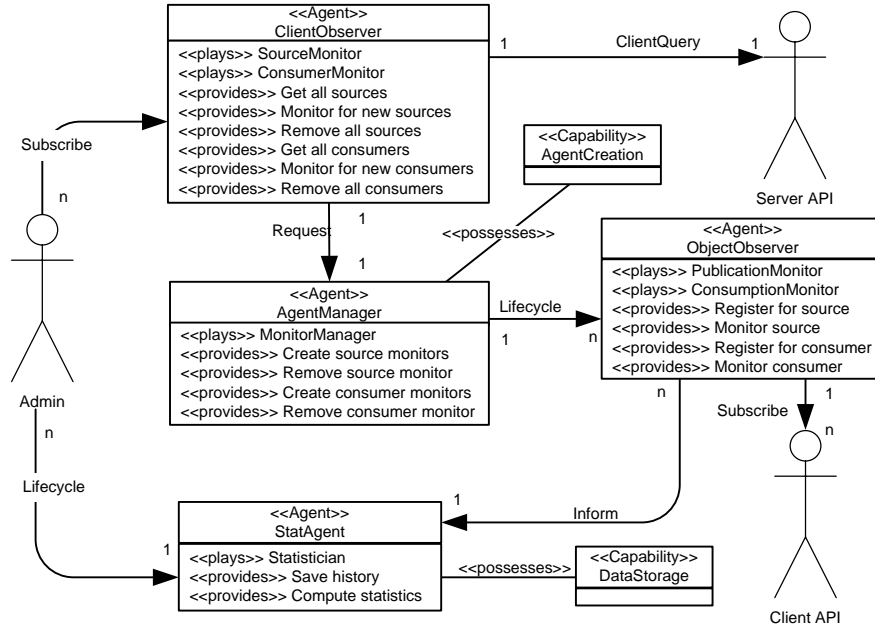 <<Agent>>
ClientObserver
<<plays>> SourceMonitor
<<plays>> ConsumerMonitor
<<provides>> Get all sources
<<provides>> Monitor for new sources
<<provides>> Remove all sources
<<provides>> Get all consumers
<<provides>> Monitor for new consumers
<<provides>> Remove all consumers
1
ClientQuery
1
Server API
Subscribe
n
Admin
n
Lifecycle
1
<<Capability>>
AgentCreation
<<possesses>>
Request
1
1
<<Agent>>
AgentManager
<<plays>> MonitorManager
<<provides>> Create source monitors
<<provides>> Remove source monitor
<<provides>> Create consumer monitors
<<provides>> Remove consumer monitor
Lifecycle
1
n
<<Agent>>
ObjectObserver
<<plays>> PublicationMonitor
<<plays>> ConsumptionMonitor
<<provides>> Register for source
<<provides>> Monitor source
<<provides>> Register for consumer
<<provides>> Monitor consumer
n
1
Subscribe
n
Client API
Inform
1
<<Agent>>
StatAgent
<<plays>> Statistician
<<provides>> Save history
<<provides>> Compute statistics
<<possesses>>
<<Capability>>
DataStorage